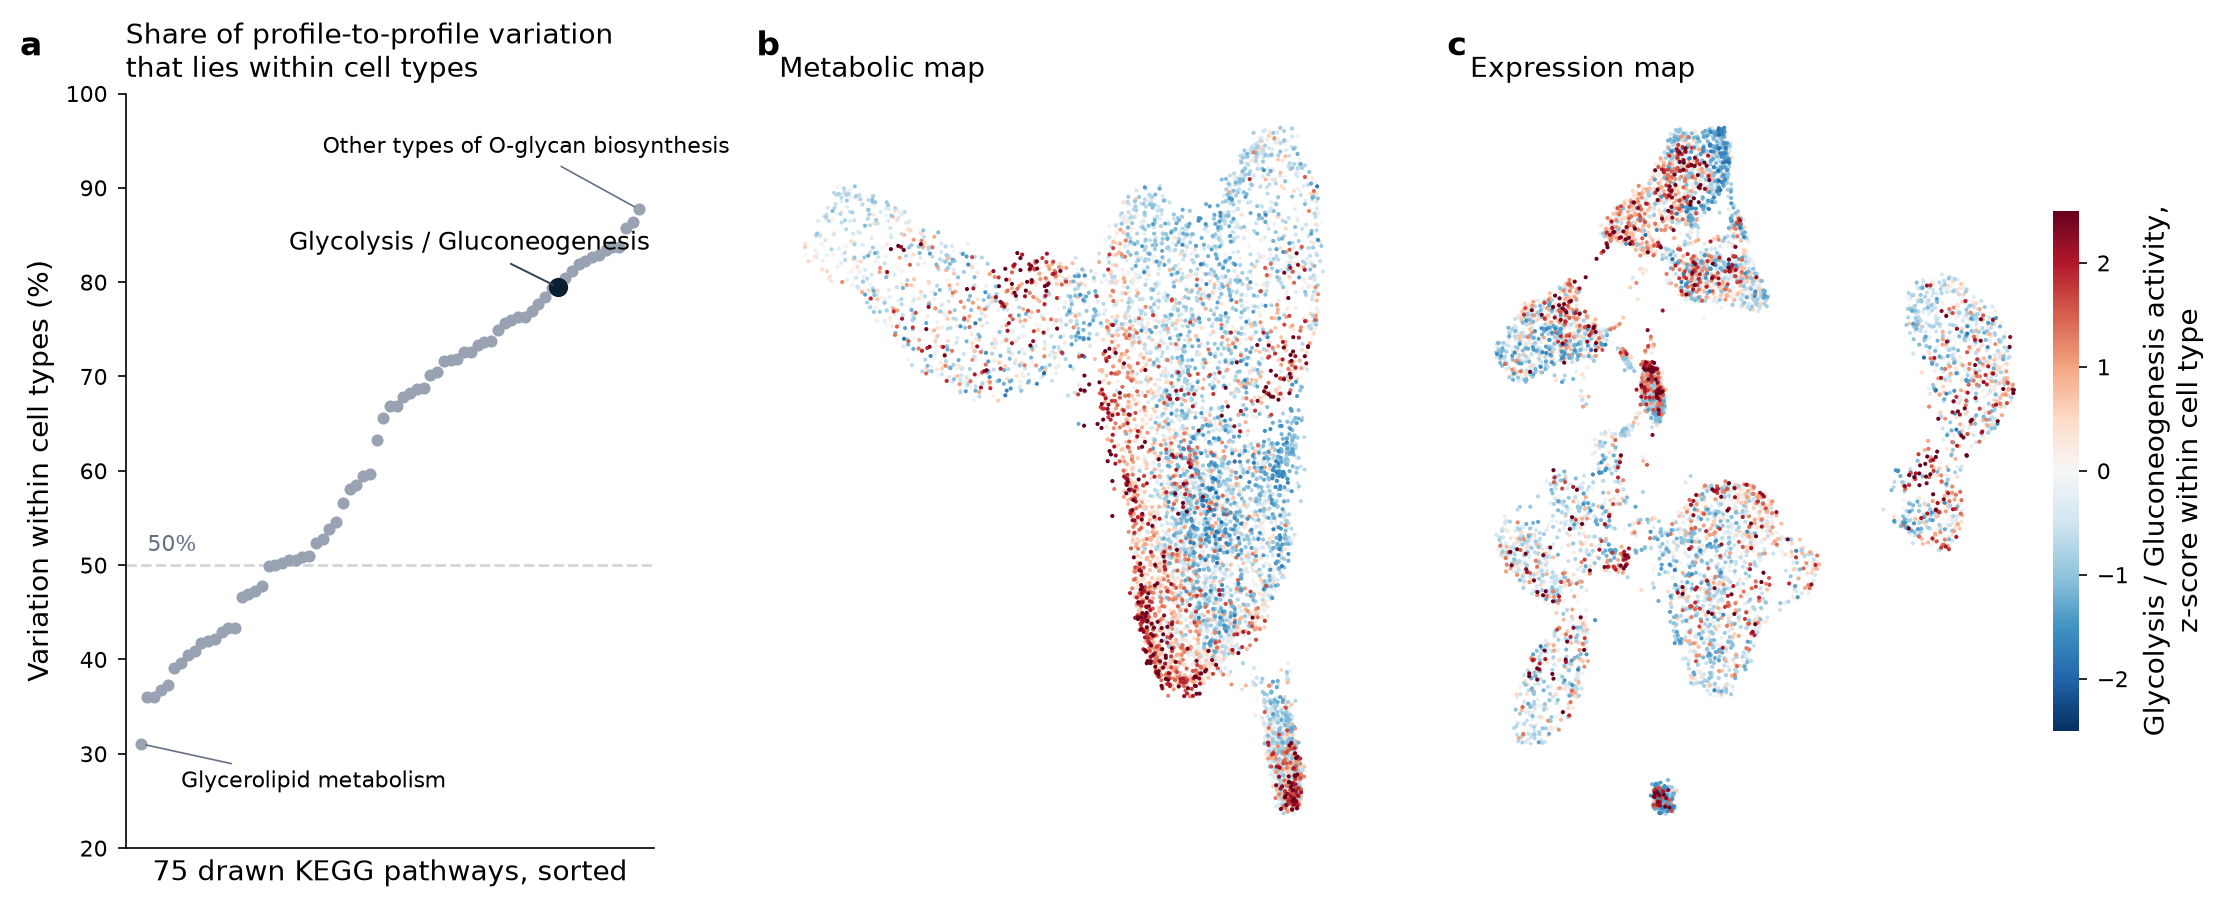 a
Share of profile-to-profile variation
that lies within cell types
100
90
80
70
60
50
40
30
20
Variation within cell types (%)
Other types of O-glycan biosynthesis
Glycolysis / Gluconeogenesis
50%
Glycerolipid metabolism
75 drawn KEGG pathways, sorted
b
Metabolic map
c
Expression map
2
1
0
−1
−2
Glycolysis / Gluconeogenesis activity,
z-score within cell type